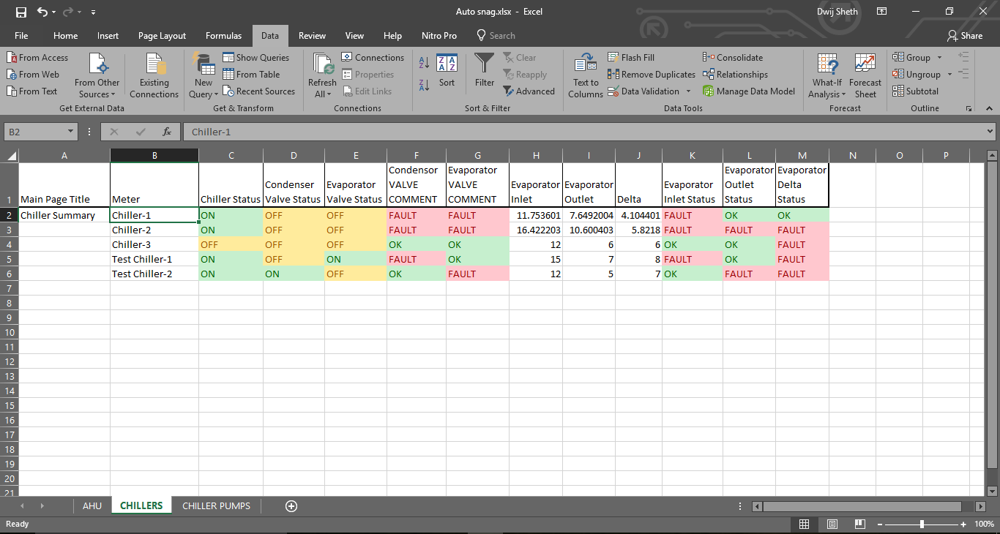 Auto snag.xlsx - Excel
Dwij Sheth
File Home Insert Page Layout Formulas Data Review View Help Nitro Pro Search Share
From Access
From Web
From Text
From Other Sources
Existing Connections
Get External Data
New Query
Show Queries
From Table
Recent Sources
Get & Transform
Refresh All
Connections
Properties
Edit Links
Connections
Sort
Filter
Clear
Reapply
Advanced
Sort & Filter
Text to Columns
Flash Fill
Remove Duplicates
Data Validation
Consolidate
Relationships
Manage Data Model
Data Tools
What-If Analysis
Forecast Sheet
Forecast
Group
Ungroup
Subtotal
Outline
B2 fx Chiller-1
A B C D E F G H I J K L M N O P
1 Main Page Title Meter Chiller Status Condenser Valve Status Evaporator Valve Status Condensor VALVE COMMENT Evaporator VALVE COMMENT Evaporator Inlet Evaporator Outlet Delta Evaporator Inlet Status Evaporator Outlet Status Evaporator Delta Status
2 Chiller Summary Chiller-1 ON OFF OFF FAULT FAULT 11.753601 7.6492004 4.104401 FAULT OK OK
3 Chiller-2 ON OFF OFF FAULT FAULT 16.422203 10.600403 5.8218 FAULT FAULT FAULT
4 Chiller-3 OFF OFF OFF OK OK 12 6 6 OK OK FAULT
5 Test Chiller-1 ON OFF ON FAULT OK 15 7 8 FAULT OK FAULT
6 Test Chiller-2 ON ON OFF OK FAULT 12 5 7 OK FAULT FAULT
7
8
9
10
11
12
13
14
15
16
17
18
19
20
21
AHU CHILLERS CHILLER PUMPS
Ready 100%